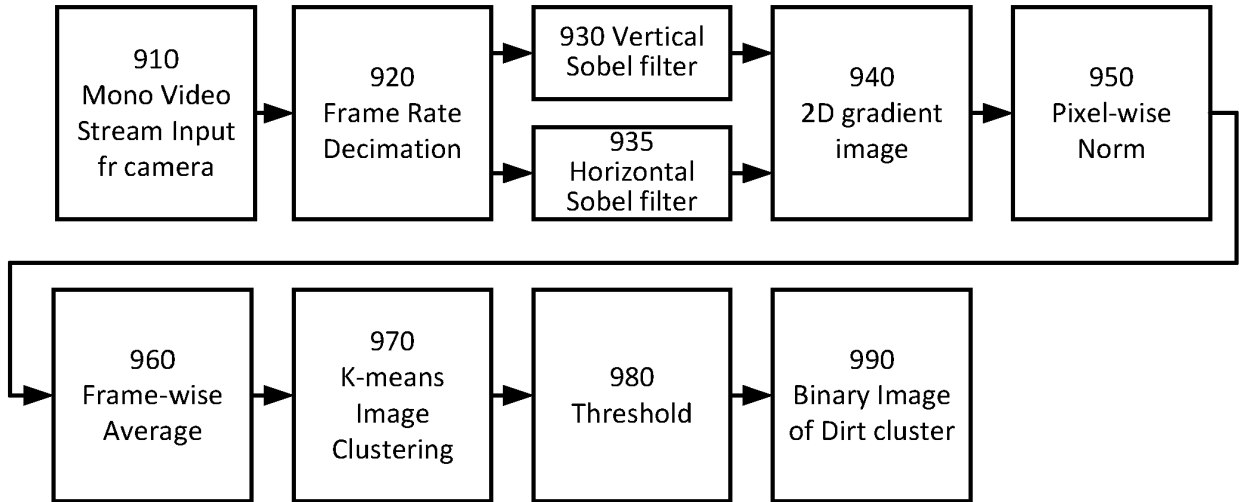 910
Mono Video
Stream Input
fr camera
920
Frame Rate
Decimation
930 Vertical
Sobel filter
935
Horizontal
Sobel filter
940
2D gradient
image
950
Pixel-wise
Norm
960
Frame-wise
Average
970
K-means
Image
Clustering
980
Threshold
990
Binary Image
of Dirt cluster